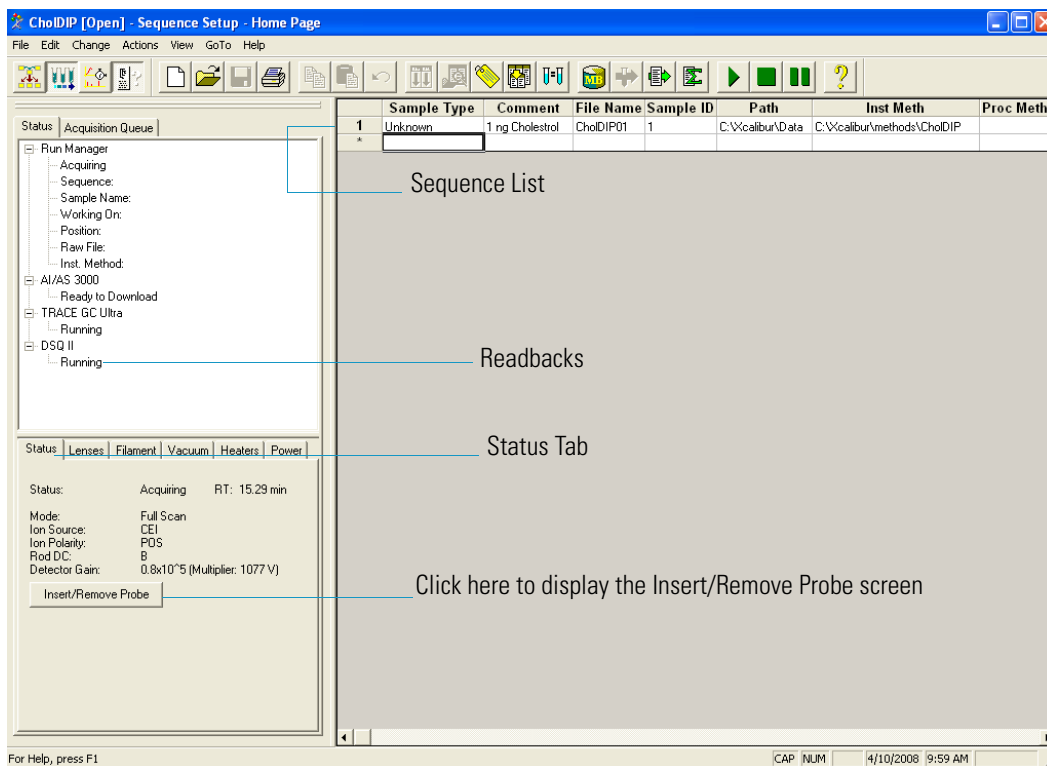 CholDIP [Open] - Sequence Setup - Home Page
File Edit Change Actions View GoTo Help
Status Acquisition Queue
Run Manager
Acquiring
Sequence:
Sample Name:
Working On:
Position:
Raw File:
Inst. Method:
AI/AS 3000
Ready to Download
TRACE GC Ultra
Running
DSQ II
Running
Sample Type Comment File Name Sample ID Path Inst Meth Proc Meth
1 Unknown 1 ng Cholestrol CholDIP01 1 C:\Xcalibur\Data C:\Xcalibur\methods\CholDIP
*
Sequence List
Readbacks
Status Tab
Status Lenses Filament Vacuum Heaters Power
Status: Acquiring RT: 15.29 min
Mode: Full Scan
Ion Source: CEI
Ion Polarity: POS
Rod DC: B
Detector Gain: 0.8x10^5 (Multiplier: 1077 V)
Insert/Remove Probe
Click here to display the Insert/Remove Probe screen
For Help, press F1
CAP NUM 4/10/2008 9:59 AM